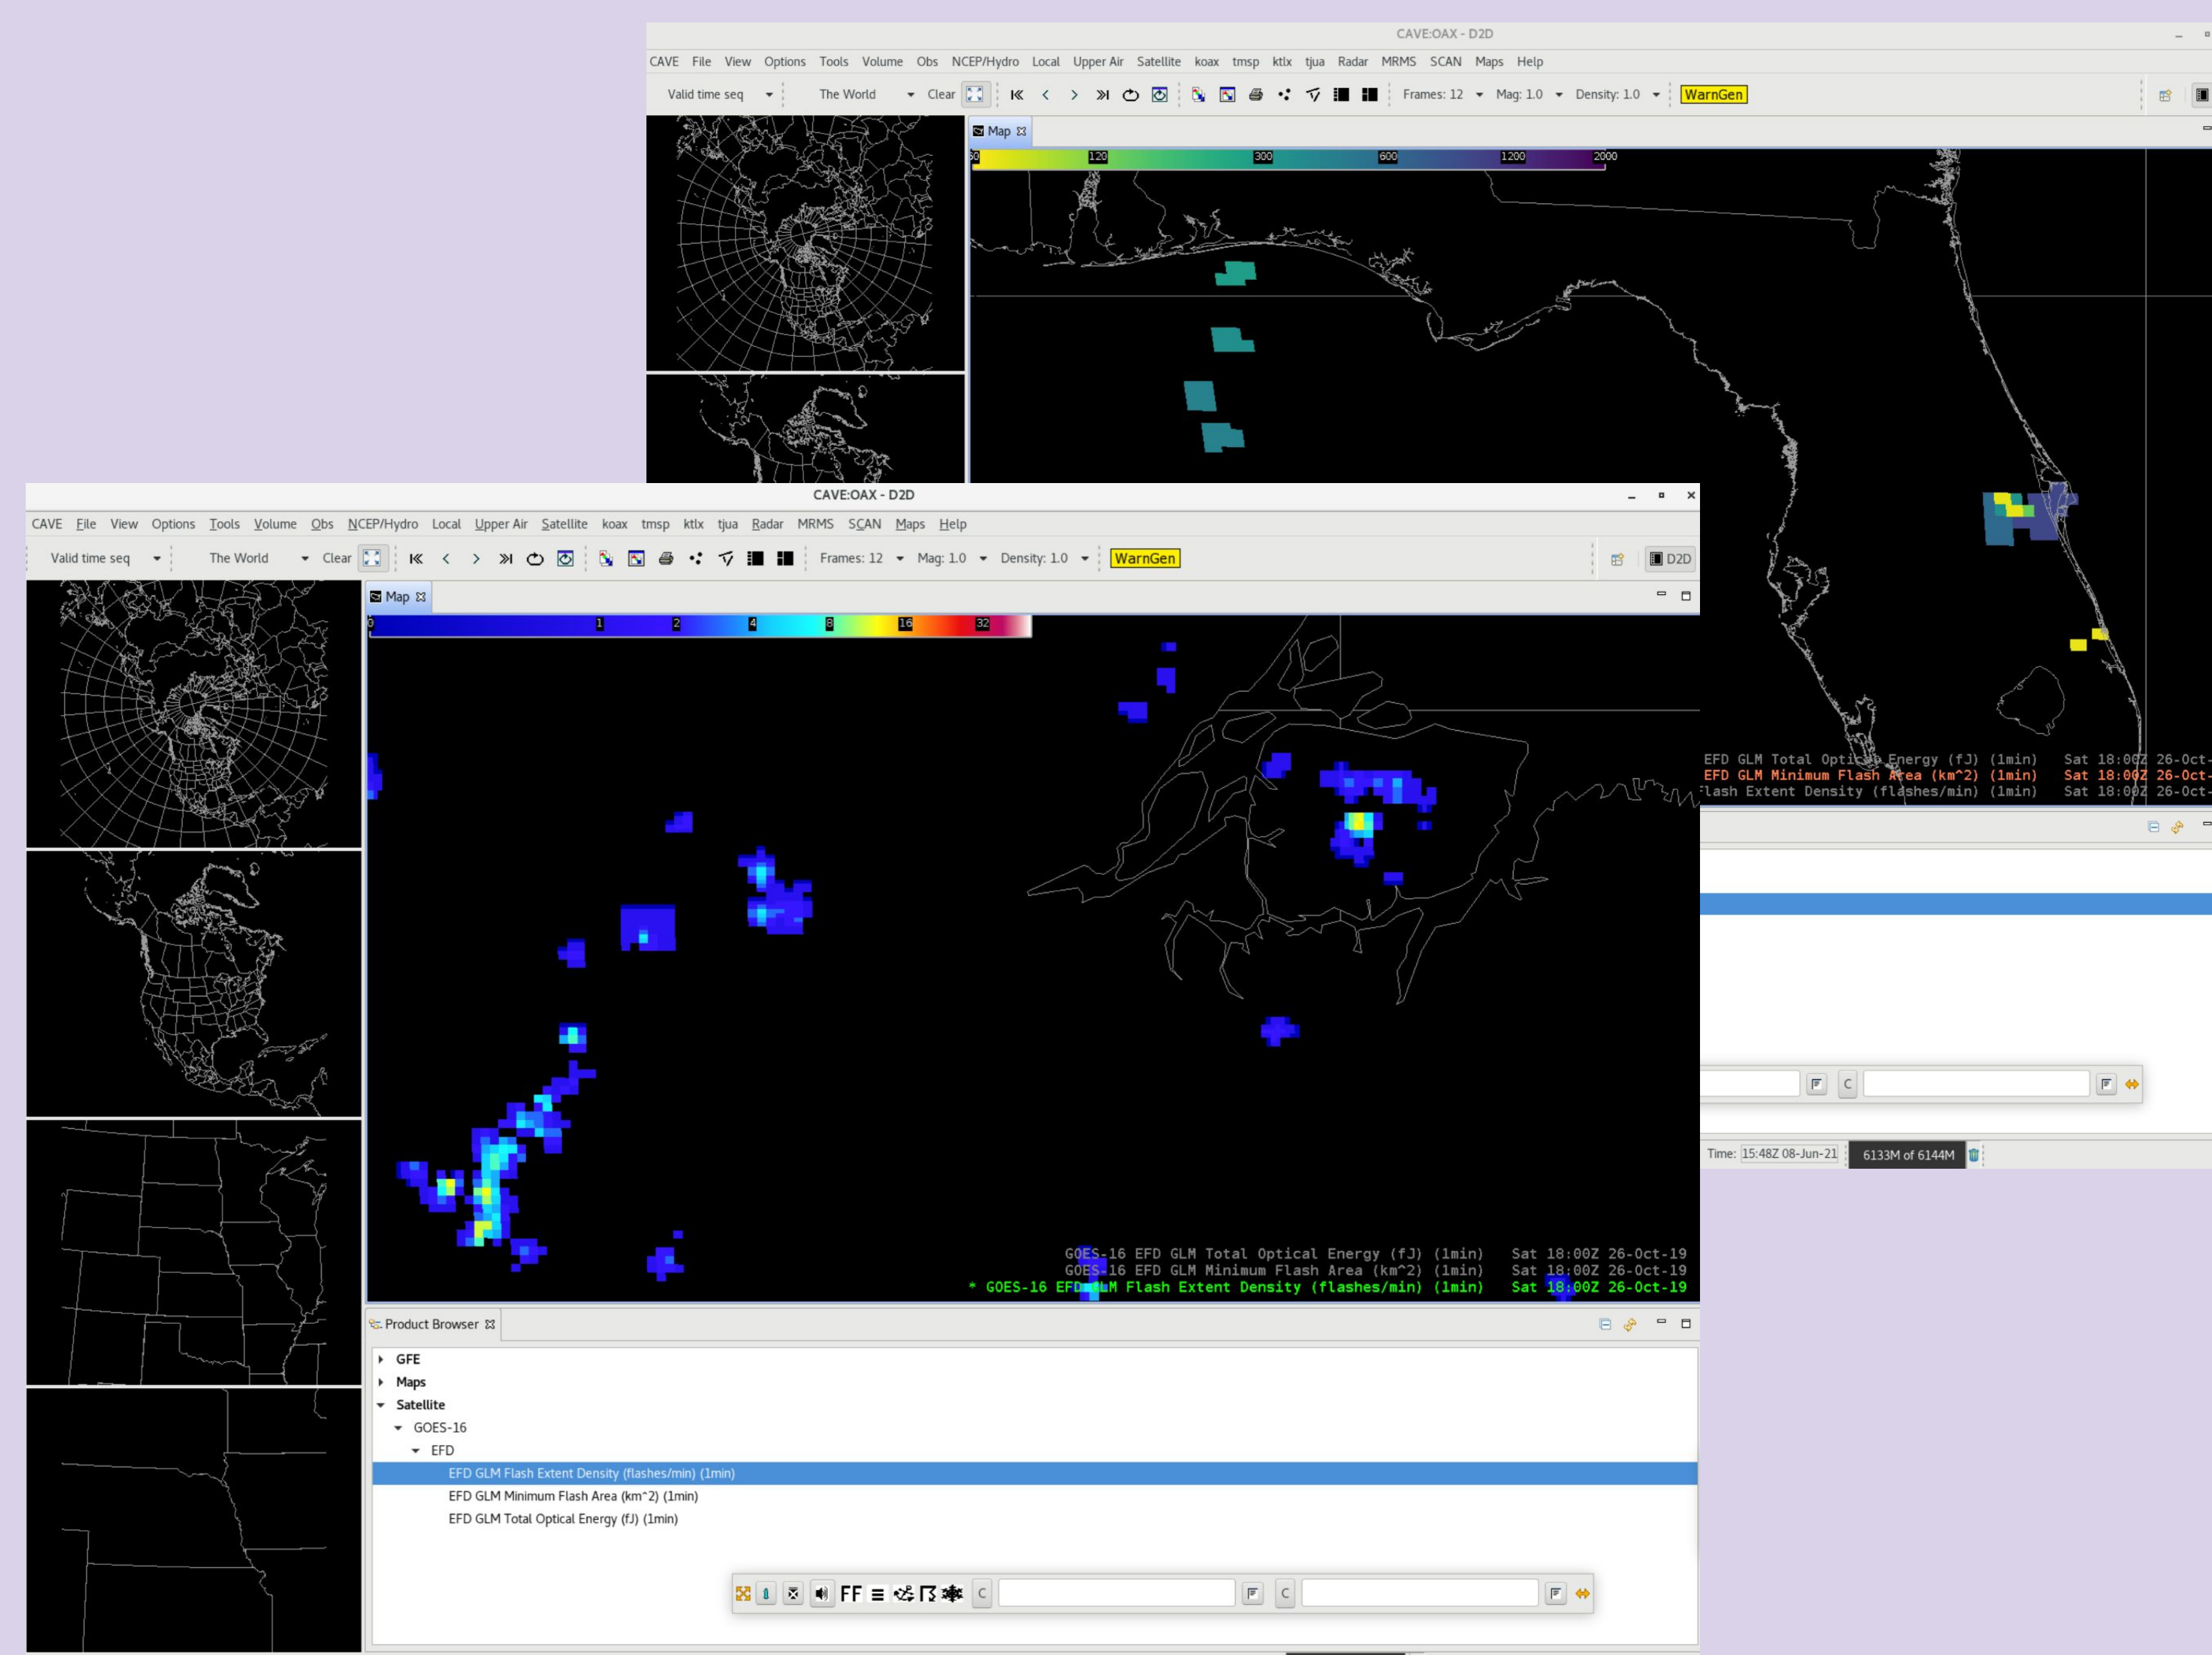 CAVE:OAX - D2D
CAVE File View Options Tools Volume Obs NCEP/Hydro Local Upper Air Satellite koax tmsp ktlx tjua Radar MRMS SCAN Maps Help
Valid time seq The World Clear Frames: 12 Mag: 1.0 Density: 1.0 WarnGen
Map
120 300 600 1200 2000
EFD GLM Total Optical Energy (fJ) (1min) Sat 18:00Z 26-Oct-
EFD GLM Minimum Flash Area (km^2) (1min) Sat 18:00Z 26-Oct-
Flash Extent Density (flashes/min) (1min) Sat 18:00Z 26-Oct-
C
Time: 15:48Z 08-Jun-21 6133M of 6144M
CAVE:OAX - D2D
CAVE File View Options Tools Volume Obs NCEP/Hydro Local Upper Air Satellite koax tmsp ktlx tjua Radar MRMS SCAN Maps Help
Valid time seq The World Clear Frames: 12 Mag: 1.0 Density: 1.0 WarnGen D2D
Map
0 1 2 4 8 16 32
GOES-16 EFD GLM Total Optical Energy (fJ) (1min) Sat 18:00Z 26-Oct-19
GOES-16 EFD GLM Minimum Flash Area (km^2) (1min) Sat 18:00Z 26-Oct-19
* GOES-16 EFD GLM Flash Extent Density (flashes/min) (1min) Sat 18:00Z 26-Oct-19
Product Browser
GFE
Maps
Satellite
GOES-16
EFD
EFD GLM Flash Extent Density (flashes/min) (1min)
EFD GLM Minimum Flash Area (km^2) (1min)
EFD GLM Total Optical Energy (fJ) (1min)
FF C C